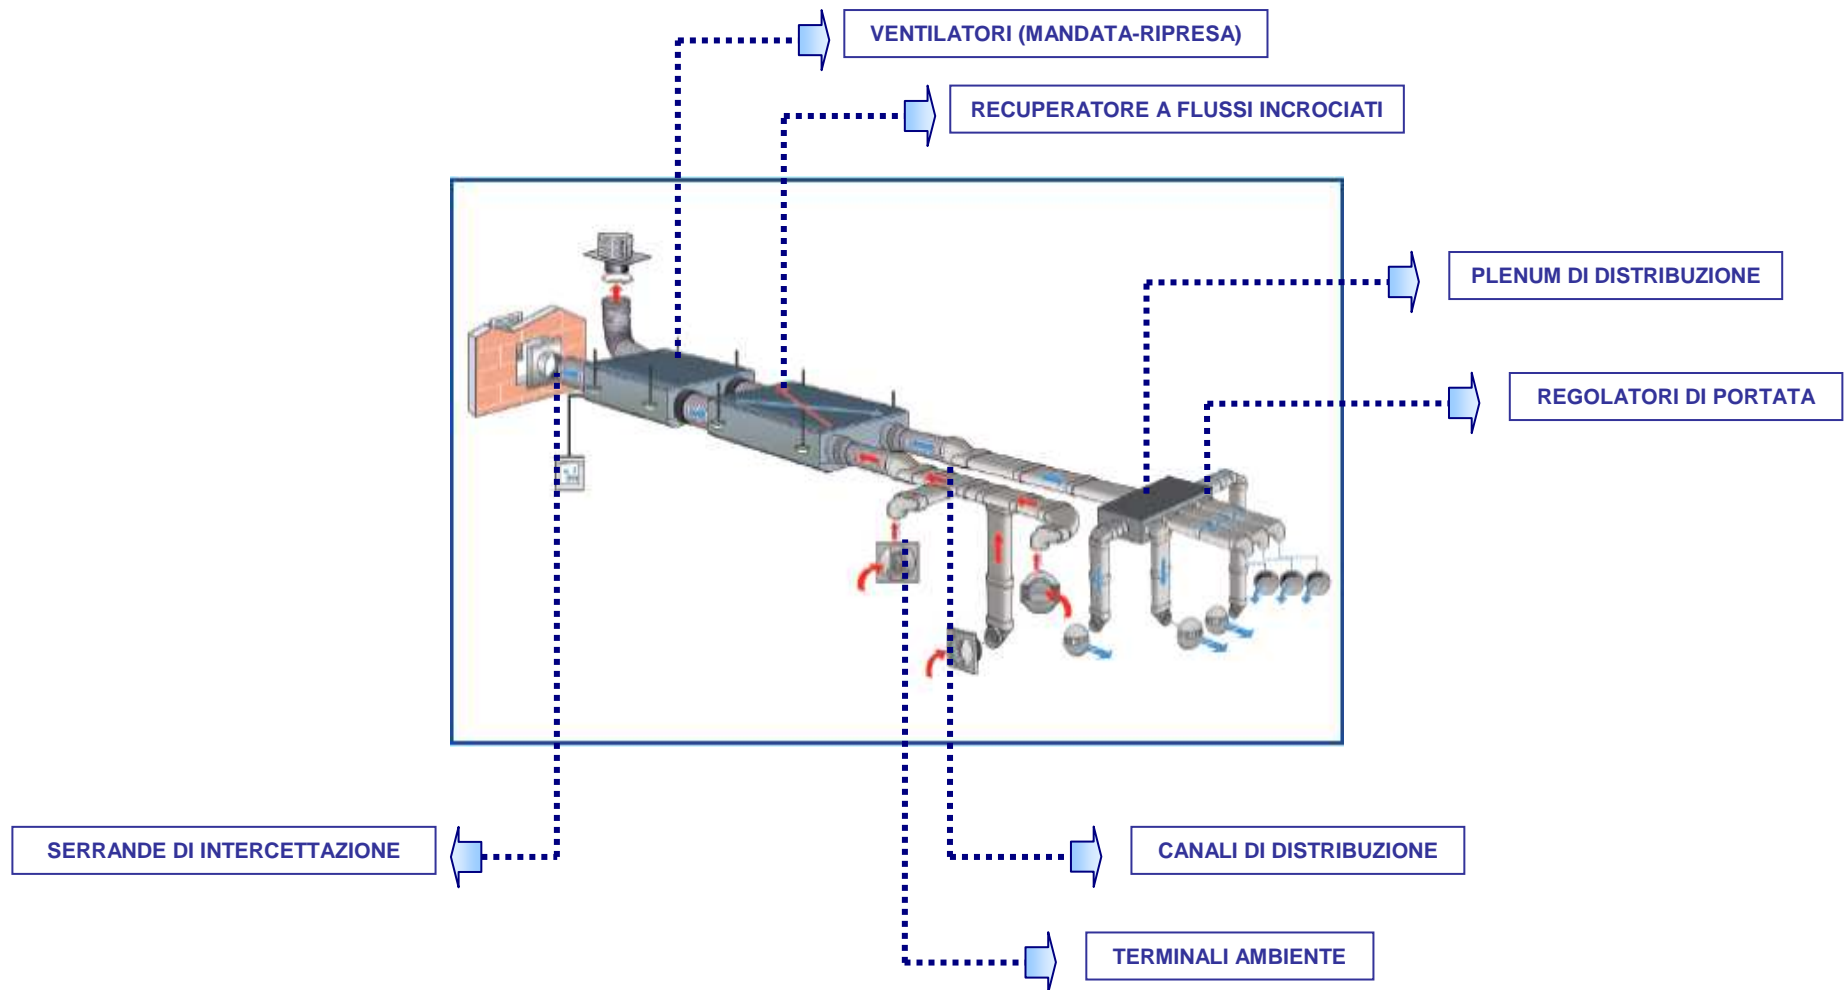 VENTILATORI (MANDATA-RIPRESA)
RECUPERATORE A FLUSSI INCROCIATI
PLENUM DI DISTRIBUZIONE
REGOLATORI DI PORTATA
SERRANDE DI INTERCETTAZIONE
CANALI DI DISTRIBUZIONE
TERMINALI AMBIENTE